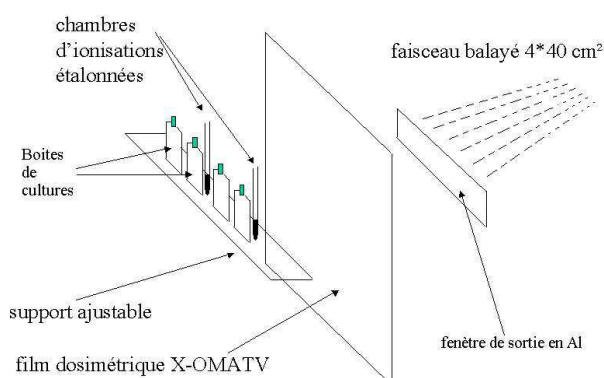 chambres
d'ionisations
étalonnées
faisceau balayé 4*40 cm²
Boites
de
cultures
support ajustable
film dosimétrique X-OMATV
fenêtre de sortie en Al